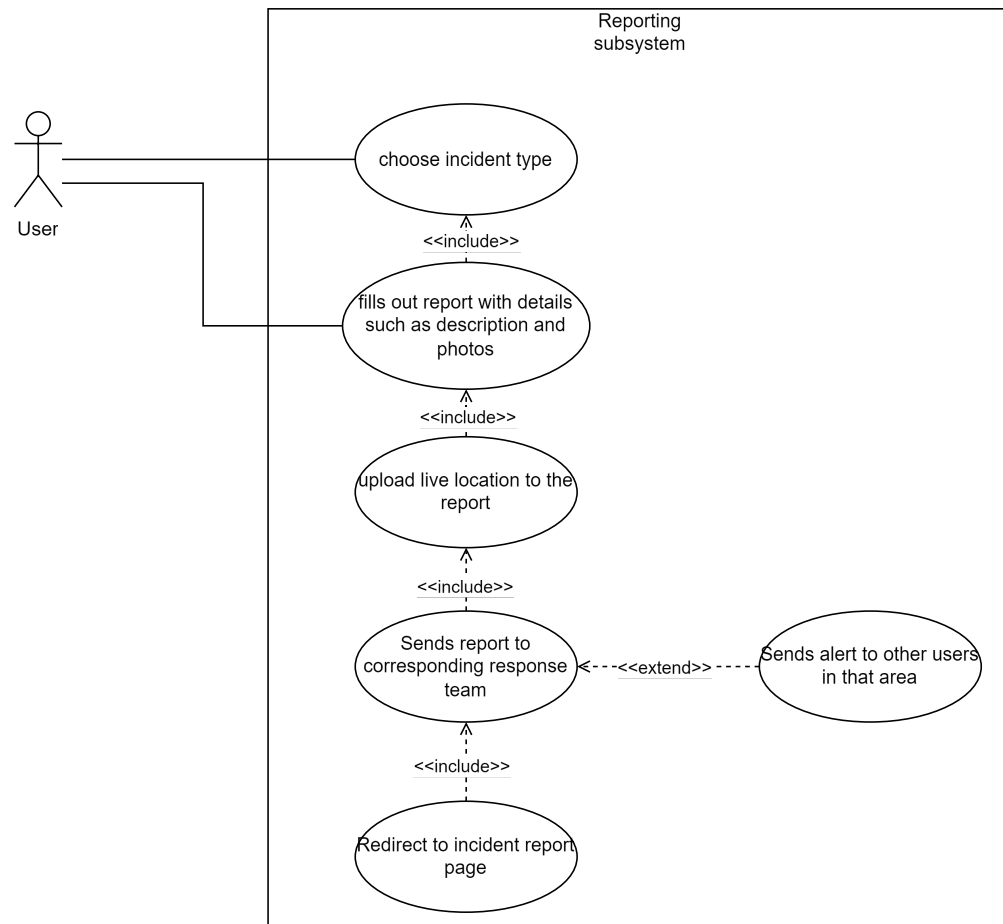 Reporting
subsystem
choose incident type
User
<<include>>
fills out report with details
such as description and
photos
<<include>>
upload live location to the
report
<<include>>
Sends report to
corresponding response
team
<<extend>>
Sends alert to other users
in that area
<<include>>
Redirect to incident report
page